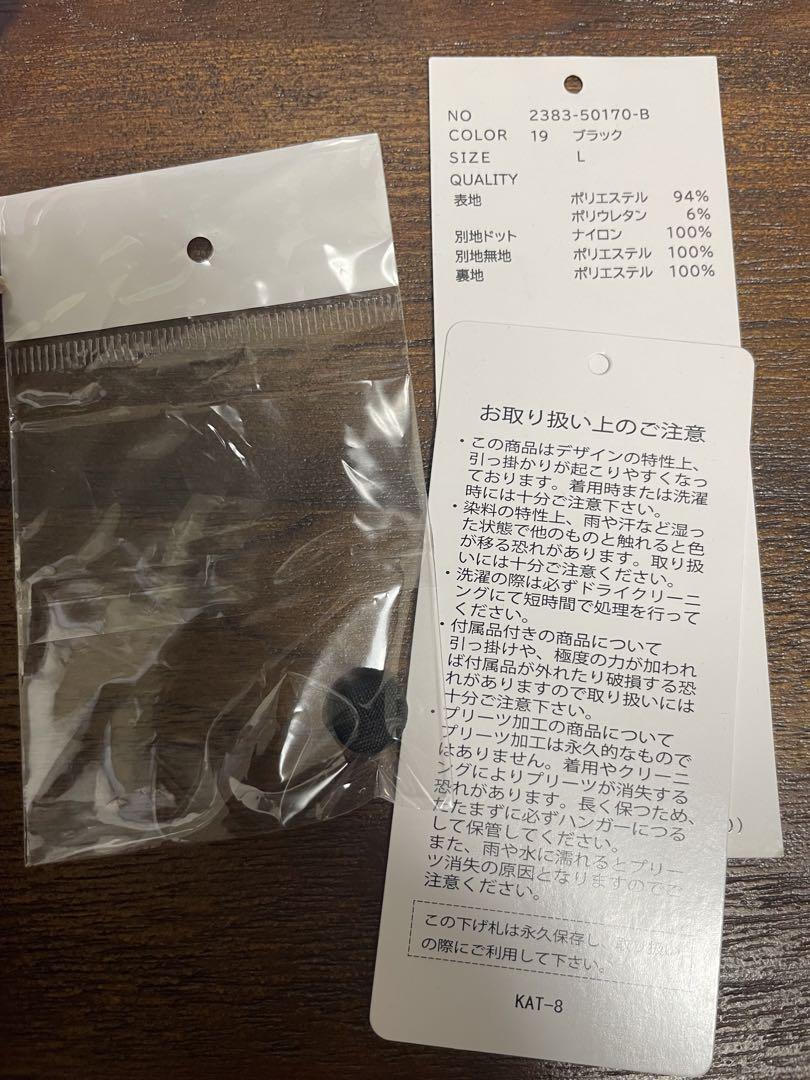 NO 2383-50170-B
COLOR 19 ブラック
SIZE L
QUALITY
表地 ポリエステル 94%
ポリウレタン 6%
別地ドット ナイロン 100%
別地無地 ポリエステル 100%
裏地 ポリエステル 100%
お取り扱い上のご注意
・この商品はデザインの特性上、
引っ掛かりが起こりやすくなっ
ております。着用時または洗濯
時には十分ご注意下さい。
・染料の特性上、雨や汗など湿っ
た状態で他のものと触れると色
が移る恐れがあります。取り扱
いには十分ご注意ください。
・洗濯の際は必ずドライクリーニ
ングにて短時間で処理を行って
ください。
・付属品付きの商品について
引っ掛けや、極度の力が加われ
ば付属品が外れたり破損する恐
れがありますので取り扱いには
十分ご注意下さい。
・プリーツ加工の商品について
プリーツ加工は永久的なもので
はありません。着用やクリーニ
ングによりプリーツが消失する
恐れがあります。長く保つため、
たたまずに必ずハンガーにつる
して保管してください。
また、雨や水に濡れるとプリー
ツ消失の原因となりますのでご
注意ください。
この下げ札は永久保存し、取り扱い
の際にご利用して下さい。
KAT-8